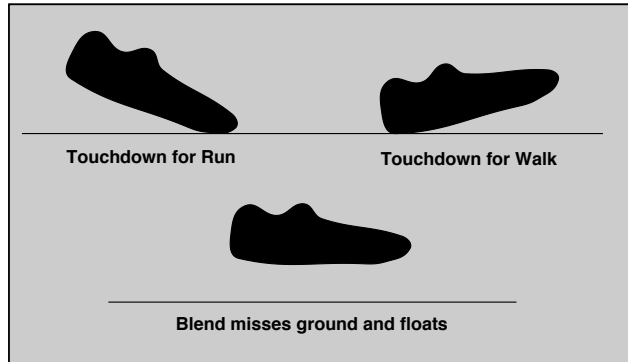 Touchdown for Run
Touchdown for Walk
Blend misses ground and floats